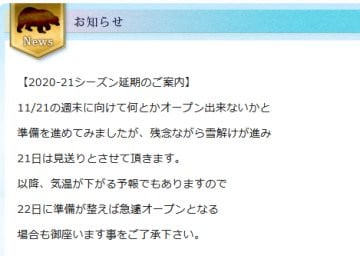 お知らせ
News
【2020-21シーズン延期のご案内】
11/21の週末に向けて何とかオープン出来ないかと
準備を進めてみましたが、残念ながら雪解けが進み
21日は見送りとさせて頂きます。
以降、気温が下がる予報でもありますので
22日に準備が整えば急遽オープンとなる
場合も御座います事をご了承下さい。